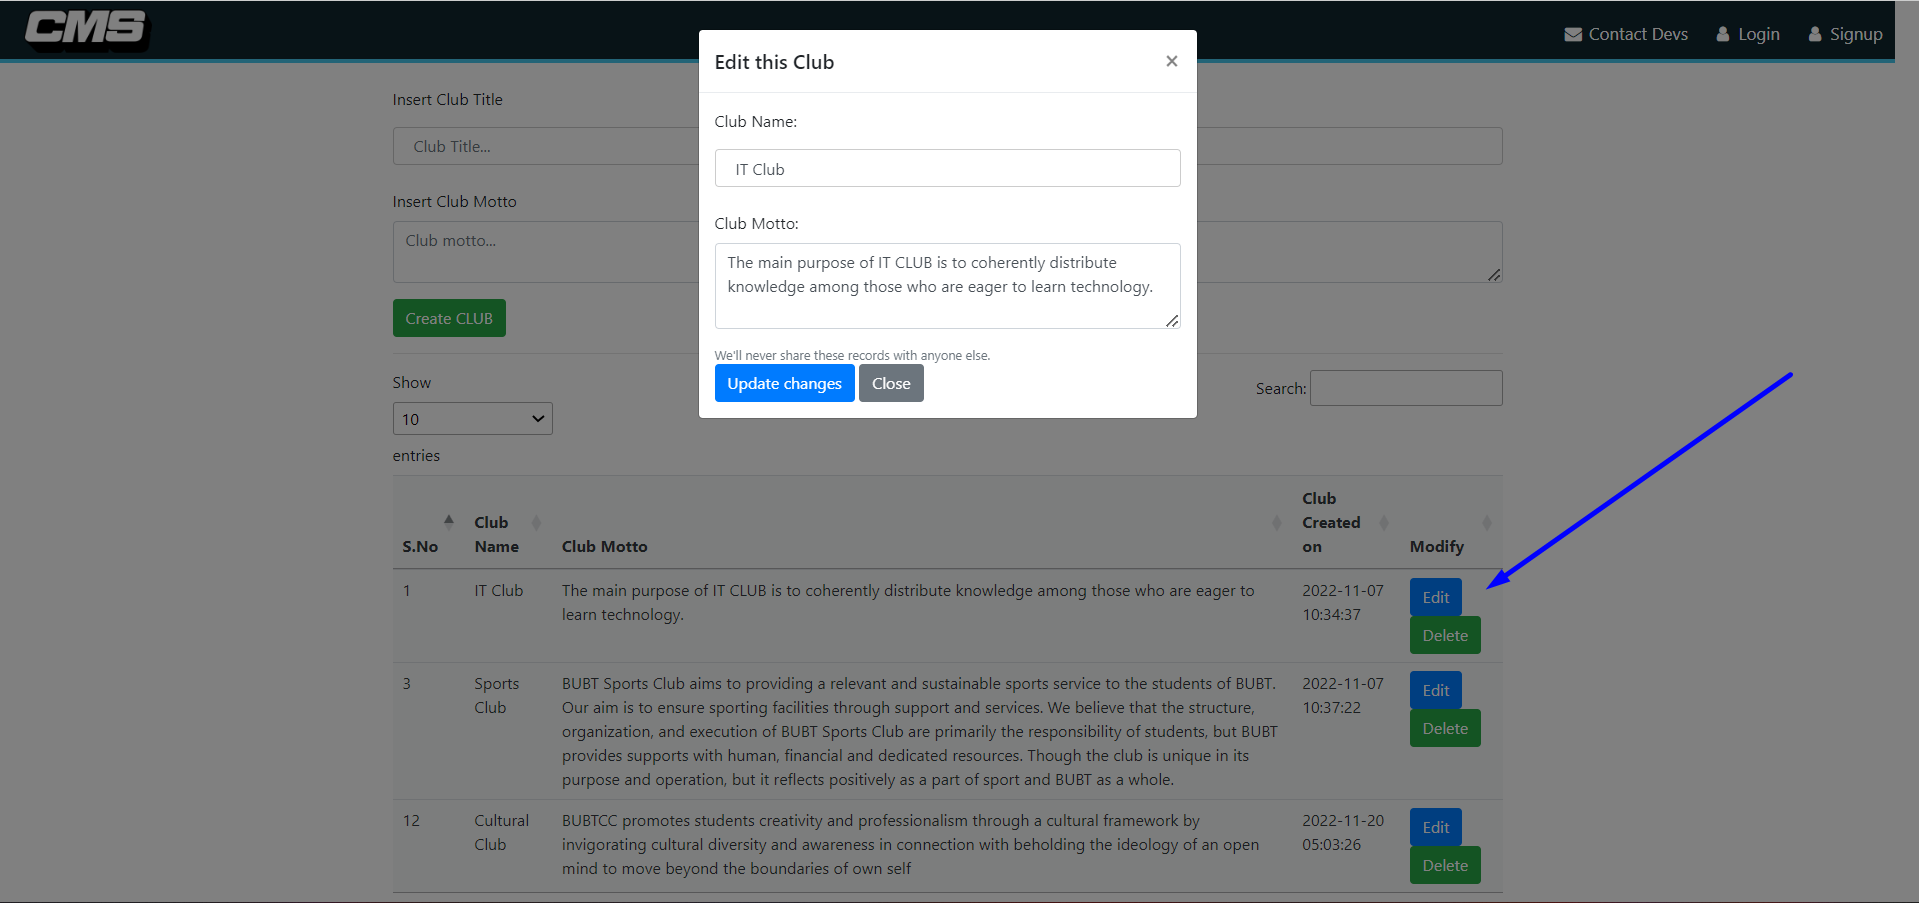 CMS
Contact Devs
Login
Signup
Edit this Club
×
Club Name:
IT Club
Club Motto:
The main purpose of IT CLUB is to coherently distribute
knowledge among those who are eager to learn technology.
We'll never share these records with anyone else.
Update changes
Close
Insert Club Title
Club Title...
Insert Club Motto
Club motto...
Create CLUB
Show
10
entries
Search:
S.No
Club
Name
Club Motto
Club
Created
on
Modify
1
IT Club
The main purpose of IT CLUB is to coherently distribute knowledge among those who are eager to
learn technology.
2022-11-07
10:34:37
Edit
Delete
3
Sports
Club
BUBT Sports Club aims to providing a relevant and sustainable sports service to the students of BUBT.
Our aim is to ensure sporting facilities through support and services. We believe that the structure,
organization, and execution of BUBT Sports Club are primarily the responsibility of students, but BUBT
provides supports with human, financial and dedicated resources. Though the club is unique in its
purpose and operation, but it reflects positively as a part of sport and BUBT as a whole.
2022-11-07
10:37:22
Edit
Delete
12
Cultural
Club
BUBTCC promotes students creativity and professionalism through a cultural framework by
invigorating cultural diversity and awareness in connection with beholding the ideology of an open
mind to move beyond the boundaries of own self
2022-11-20
05:03:26
Edit
Delete